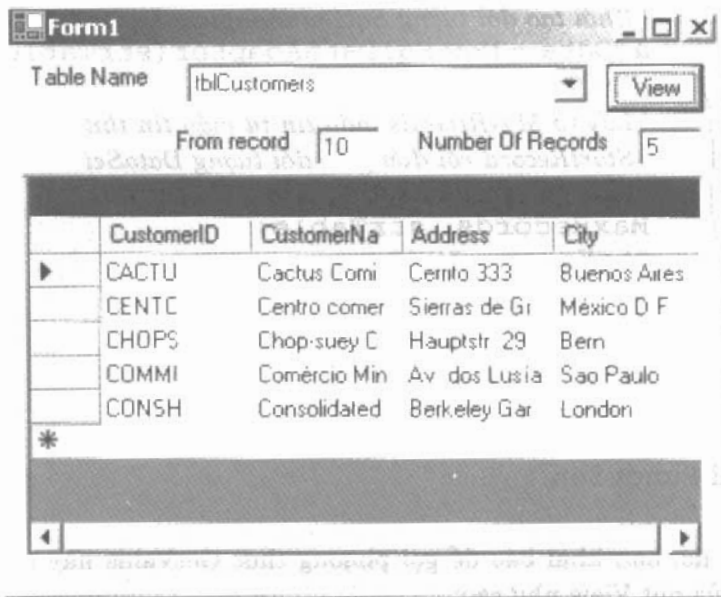 Form1
Table Name tblCustomers View
From record 10 Number Of Records 5
CustomerID CustomerNa Address City
CACTU Cactus Comi Cerrito 333 Buenos Aires
CENTC Centro comer Sierras de Gr México D F
CHOPS Chop-suey C Hauptstr 29 Bern
COMMI Comércio Min Av dos Lusía Sao Paulo
CONSH Consolidated Berkeley Gar London